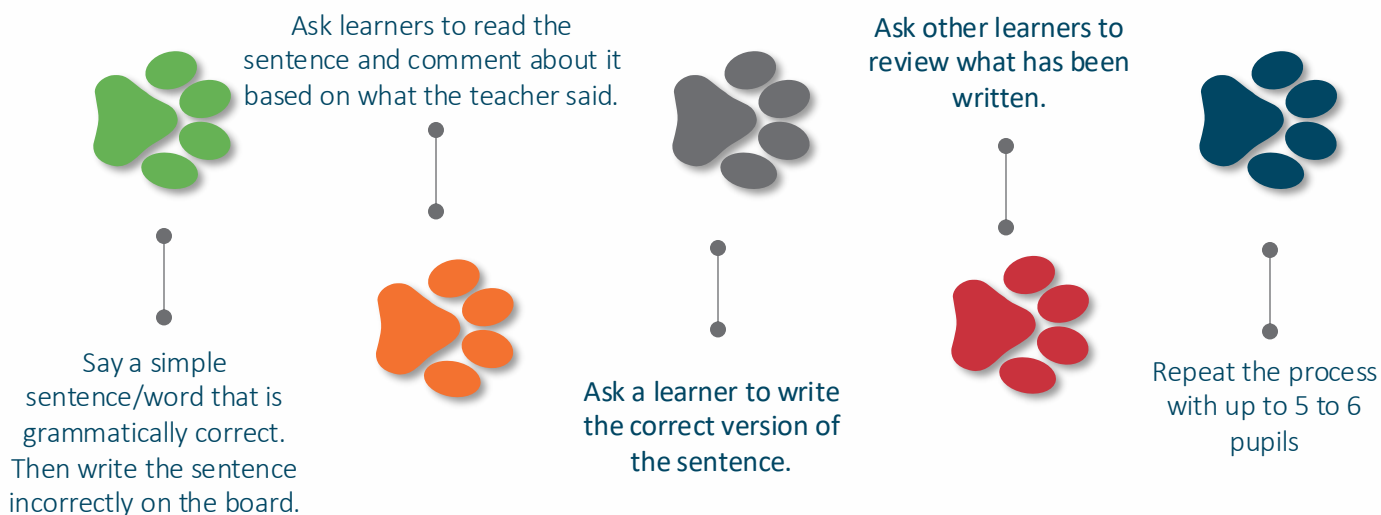 Say a simple
sentence/word that is
grammatically correct.
Then write the sentence
incorrectly on the board.
Ask learners to read the
sentence and comment about it
based on what the teacher said.
Ask a learner to write
the correct version of
the sentence.
Ask other learners to
review what has been
written.
Repeat the process
with up to 5 to 6
pupils